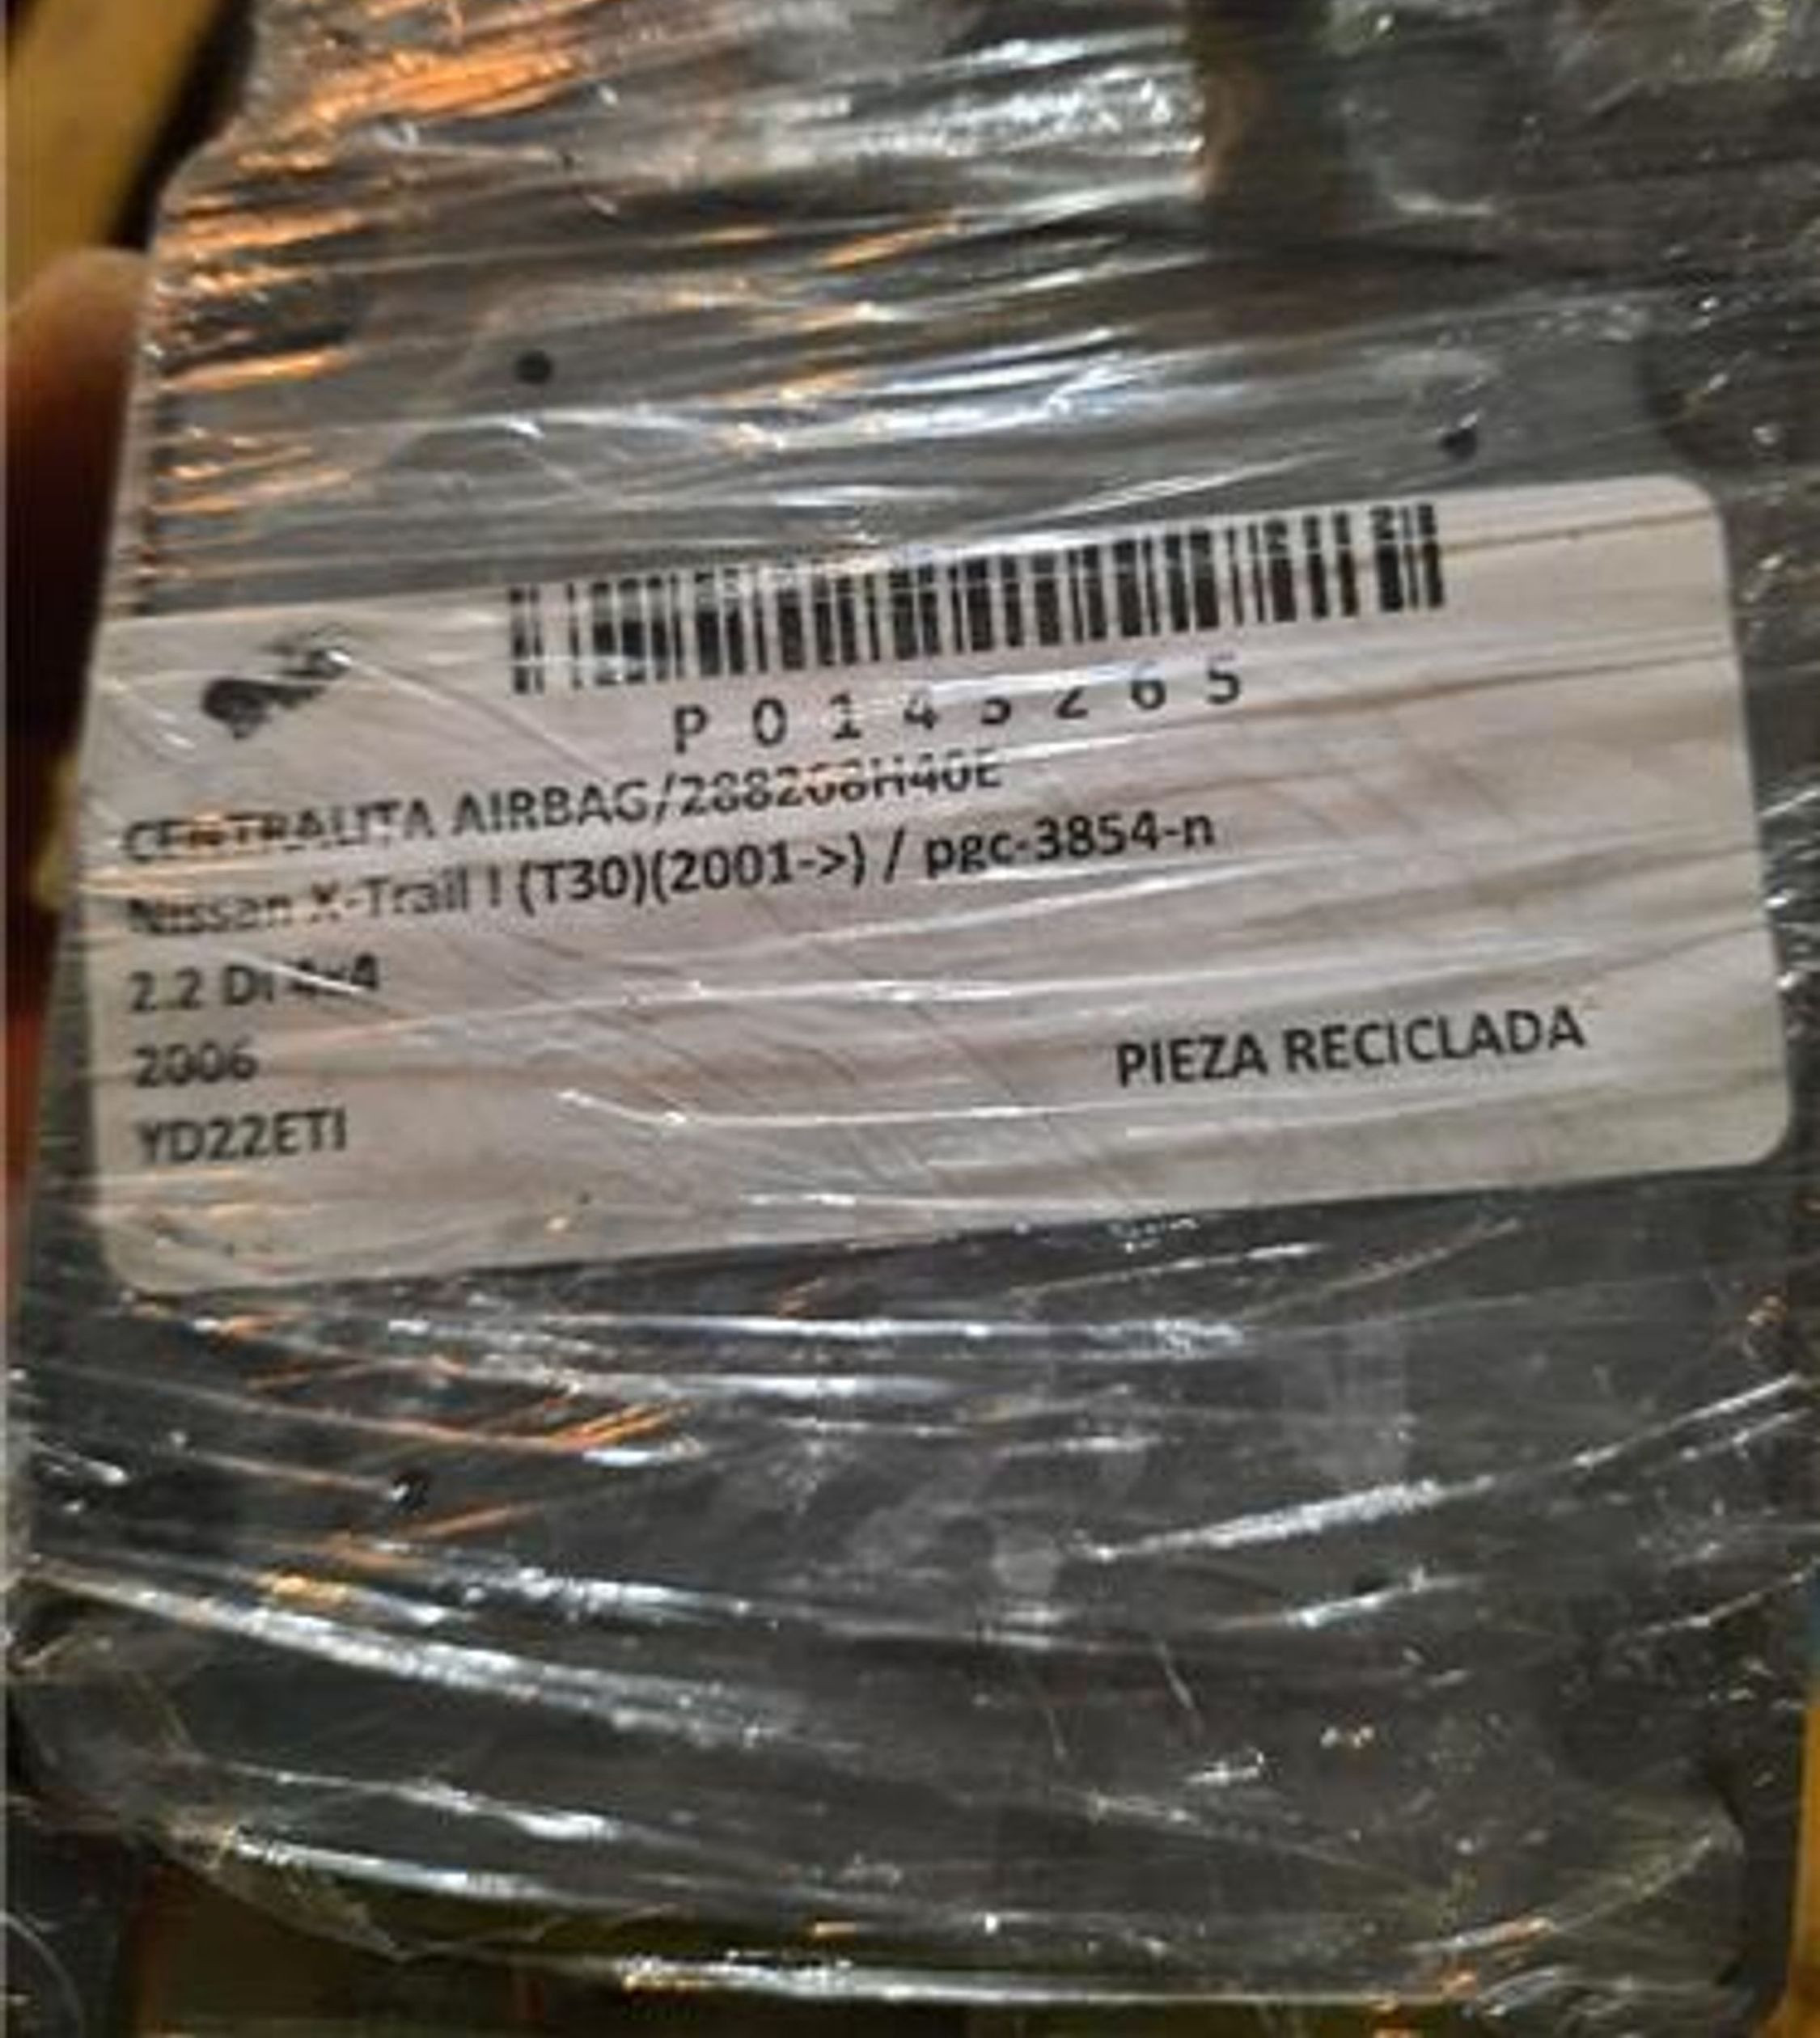 P 0 1 4 5 2 6 5
CENTRALITA AIRBAG/288208H40E
Nissan X-Trail I (T30)(2001->) / pgc-3854-n
2.2 Di 4x4
2006
YD22ETI
PIEZA RECICLADA